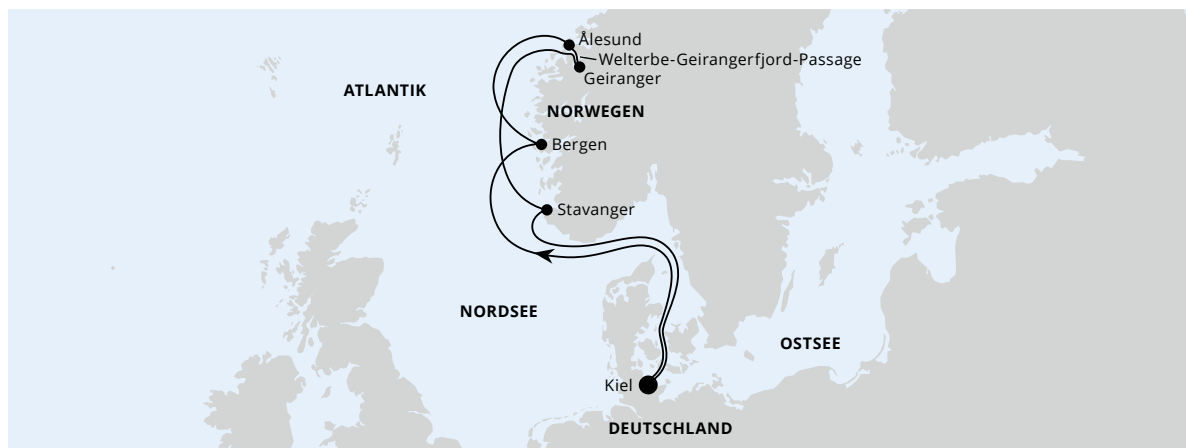 Ålesund
Welterbe-Geirangerfjord-Passage
Geiranger
ATLANTIK
NORWEGEN
Bergen
Stavanger
NORDSEE
OSTSEE
Kiel
DEUTSCHLAND